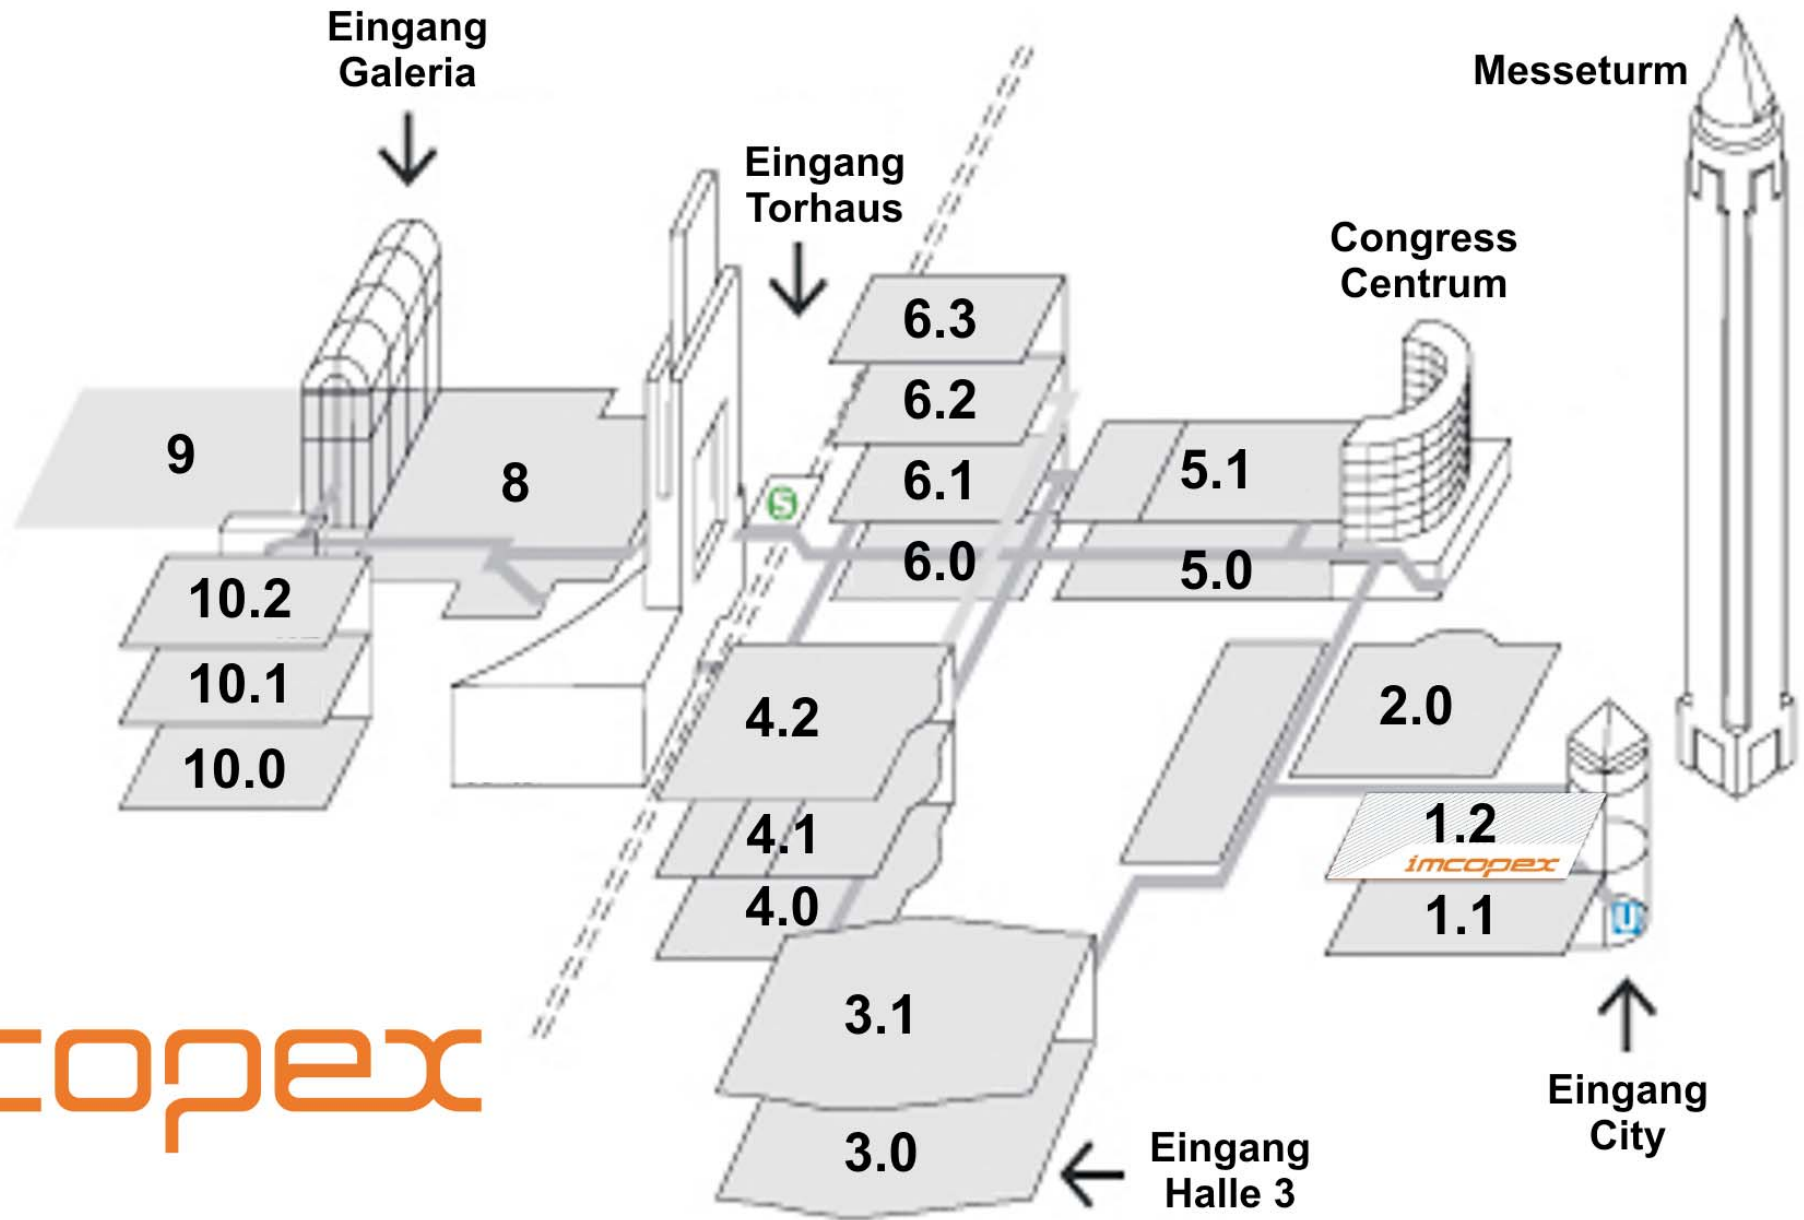 Eingang
Galeria
Messeturm
Eingang
Torhaus
Congress
Centrum
6.3
6.2
9
8
6.1
5.1
S
6.0
5.0
10.2
10.1
10.0
4.2
2.0
4.1
4.0
1.2
imcopex
1.1
U
3.1
copex
3.0
Eingang
City
Eingang
Halle 3